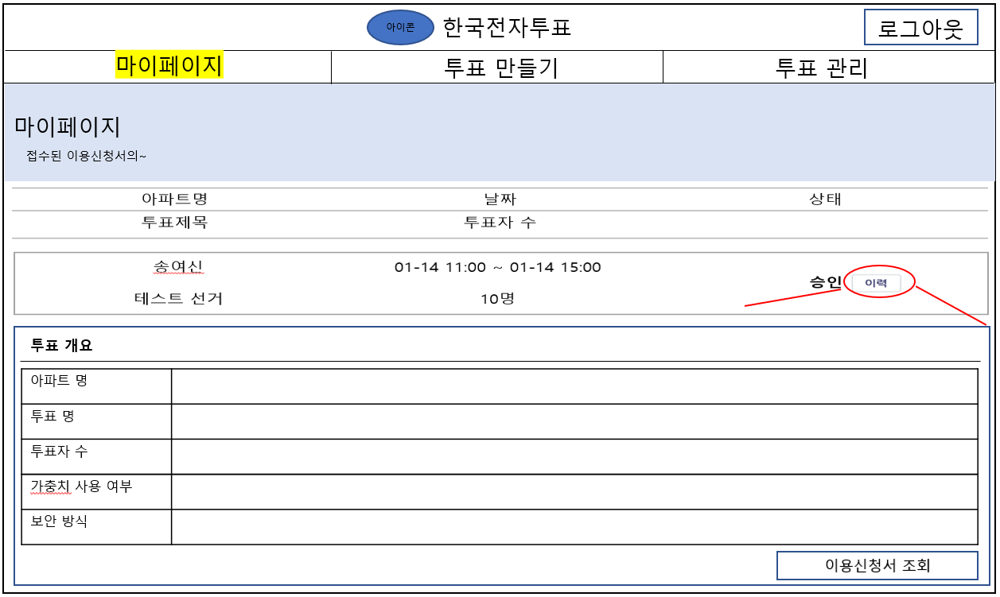 아이콘 한국전자투표 로그아웃
마이페이지 투표 만들기 투표 관리
마이페이지
접수된 이용신청서의~
아파트명 날짜 상태
투표제목 투표자 수
송여신 01-14 11:00 ~ 01-14 15:00
승인 이력
테스트 선거 10명
투표 개요
아파트 명
투표 명
투표자 수
가충치 사용 여부
보안 방식
이용신청서 조회